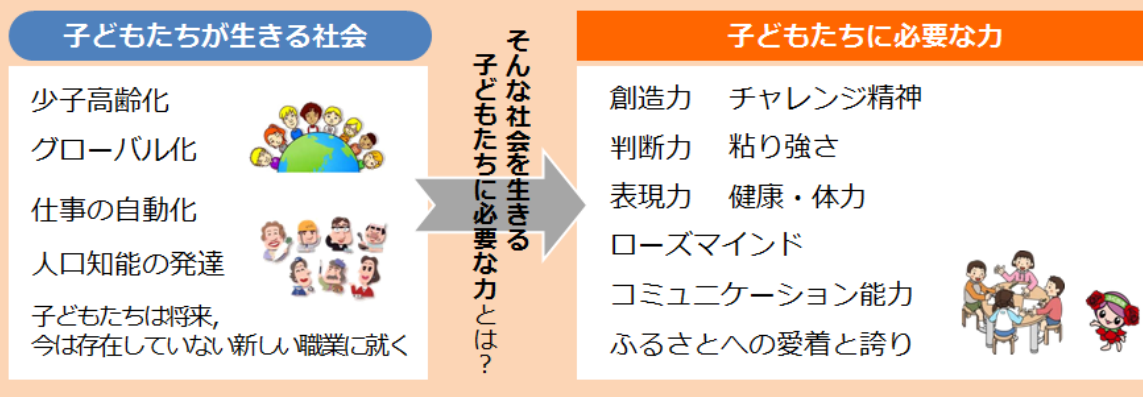 子どもたちが生きる社会
少子高齢化
グローバル化
仕事の自動化
人口知能の発達
子どもたちは将来,
今は存在していない新しい職業に就く
そんな社会を生きる
子どもたちに必要な力とは？
子どもたちに必要な力
創造力 チャレンジ精神
判断力 粘り強さ
表現力 健康・体力
ローズマインド
コミュニケーション能力
ふるさとへの愛着と誇り